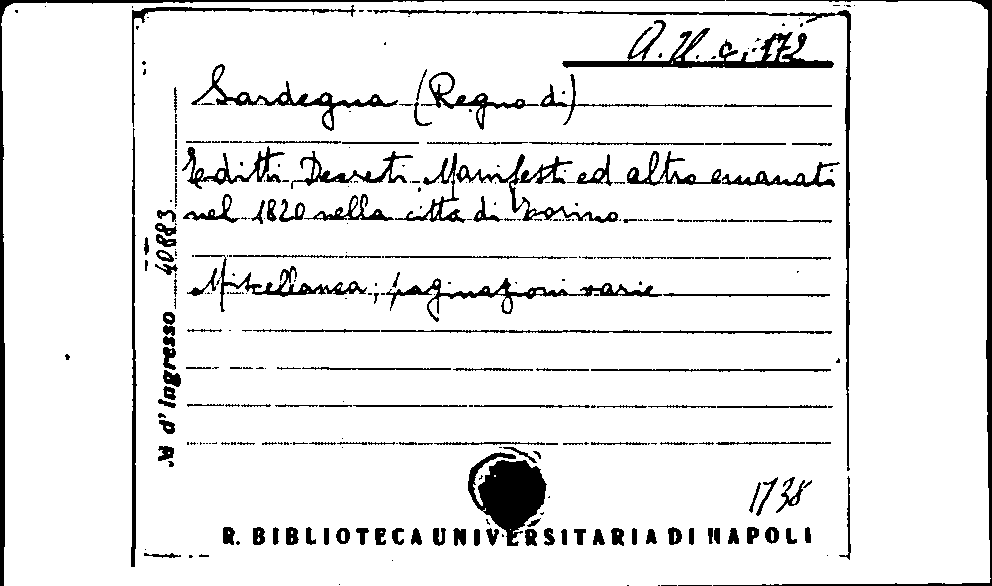 A. U. c. 172
Sardegna (Regno di)
Editti, Decreti, Manifesti ed altro emanati
nel 1820 nella città di Torino.
Miscellanea; paginazioni varie
№ d'ingresso 40883
1738
R. BIBLIOTECA UNIVERSITARIA DI NAPOLI